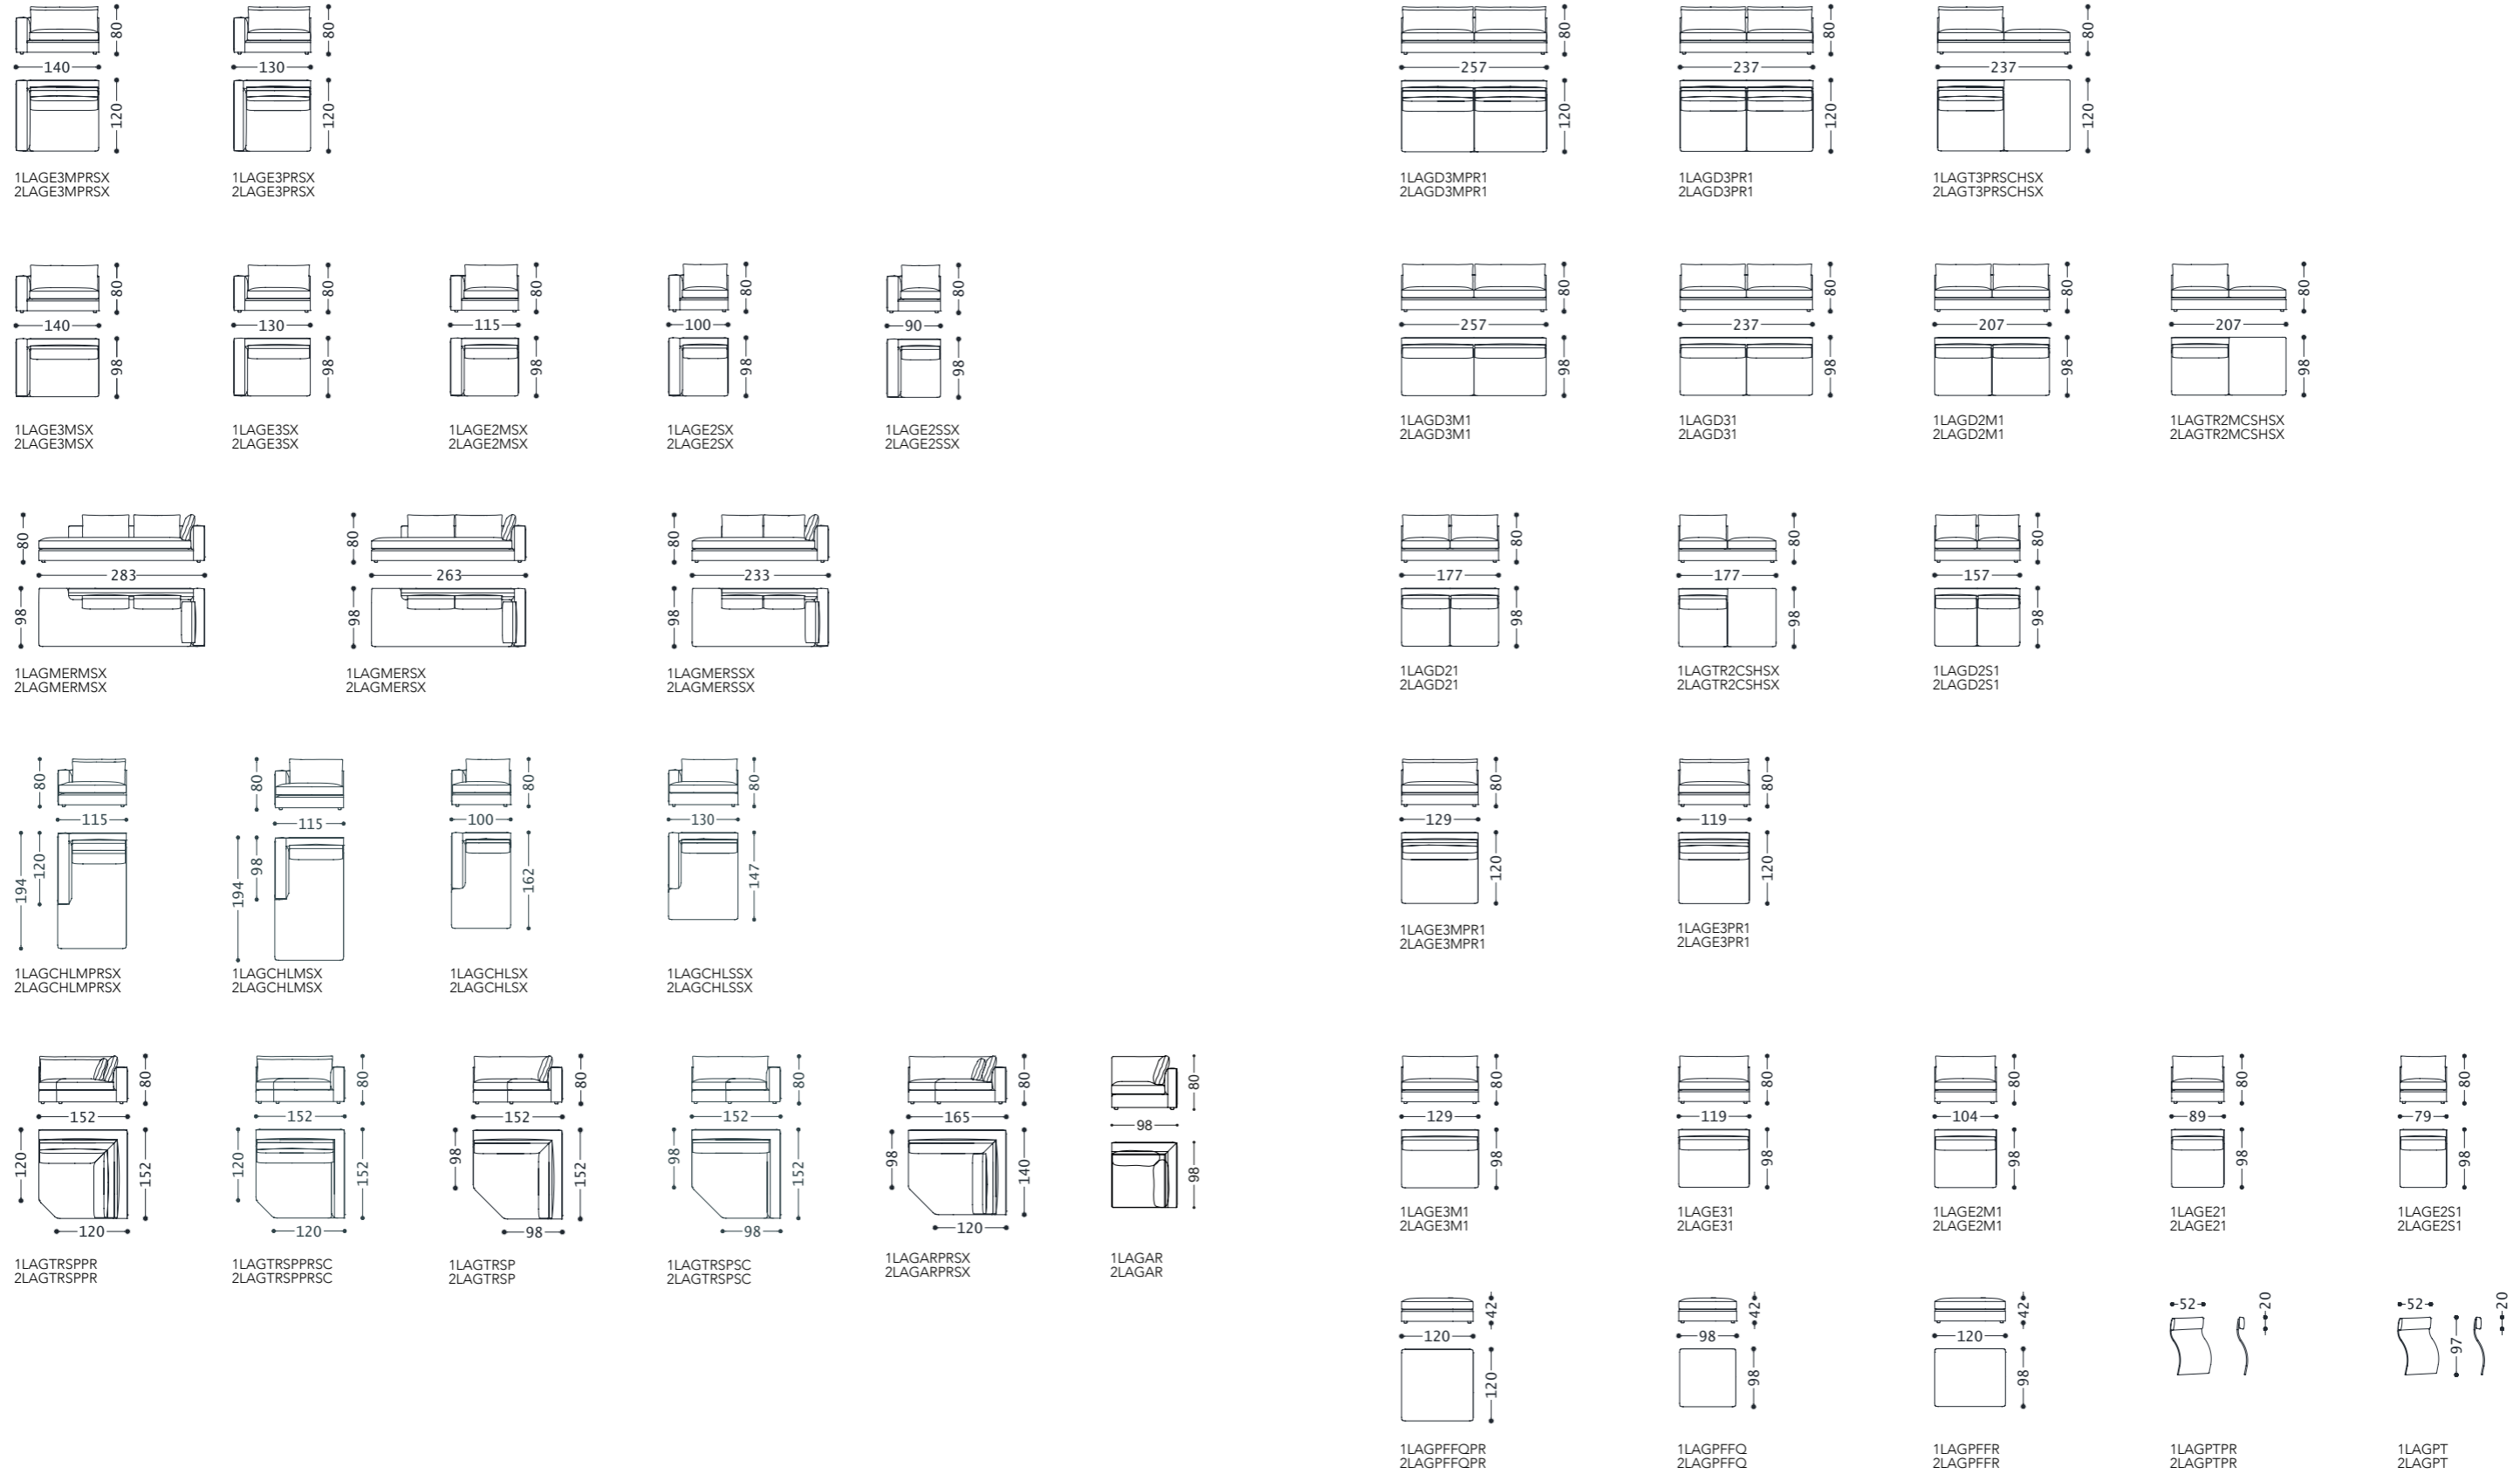 80
140
120
1LAGE3MPRSX
2LAGE3MPRSX
80
130
120
1LAGE3PRSX
2LAGE3PRSX
80
257
120
1LAGD3MPR1
2LAGD3MPR1
80
237
120
1LAGD3PR1
2LAGD3PR1
80
237
120
1LAGT3PRSCHSX
2LAGT3PRSCHSX
80
140
98
1LAGE3MSX
2LAGE3MSX
80
130
98
1LAGE3SX
2LAGE3SX
80
115
98
1LAGE2MSX
2LAGE2MSX
80
100
98
1LAGE2SX
2LAGE2SX
80
90
98
1LAGE2SSX
2LAGE2SSX
80
257
98
1LAGD3M1
2LAGD3M1
80
237
98
1LAGD31
2LAGD31
80
207
98
1LAGD2M1
2LAGD2M1
80
207
98
1LAGTR2MCSHSX
2LAGTR2MCSHSX
80
283
98
1LAGMERMSX
2LAGMERMSX
80
263
98
1LAGMERSX
2LAGMERSX
80
233
98
1LAGMERSSX
2LAGMERSSX
80
177
98
1LAGD21
2LAGD21
80
177
98
1LAGTR2CSHSX
2LAGTR2CSHSX
80
157
98
1LAGD2S1
2LAGD2S1
80
115
194
120
1LAGCHLMPRSX
2LAGCHLMPRSX
80
115
194
98
1LAGCHLMSX
2LAGCHLMSX
80
100
162
1LAGCHLSX
2LAGCHLSX
80
130
147
1LAGCHLSSX
2LAGCHLSSX
80
129
120
1LAGE3MPR1
2LAGE3MPR1
80
119
120
1LAGE3PR1
2LAGE3PR1
80
152
120
152
120
1LAGTRSPPR
2LAGTRSPPR
80
152
120
152
120
1LAGTRSPPRSC
2LAGTRSPPRSC
80
152
98
152
98
1LAGTRSP
2LAGTRSP
80
152
98
152
98
1LAGTRSPSC
2LAGTRSPSC
80
165
98
140
120
1LAGARPRSX
2LAGARPRSX
80
98
98
1LAGAR
2LAGAR
80
129
98
1LAGE3M1
2LAGE3M1
80
119
98
1LAGE31
2LAGE31
80
104
98
1LAGE2M1
2LAGE2M1
80
89
98
1LAGE21
2LAGE21
80
79
98
1LAGE2S1
2LAGE2S1
42
120
120
1LAGPFFQPR
2LAGPFFQPR
42
98
98
1LAGPFFQ
2LAGPFFQ
42
120
98
1LAGPFFR
2LAGPFFR
52
20
1LAGPTPR
2LAGPTPR
52
20
97
1LAGPT
2LAGPT